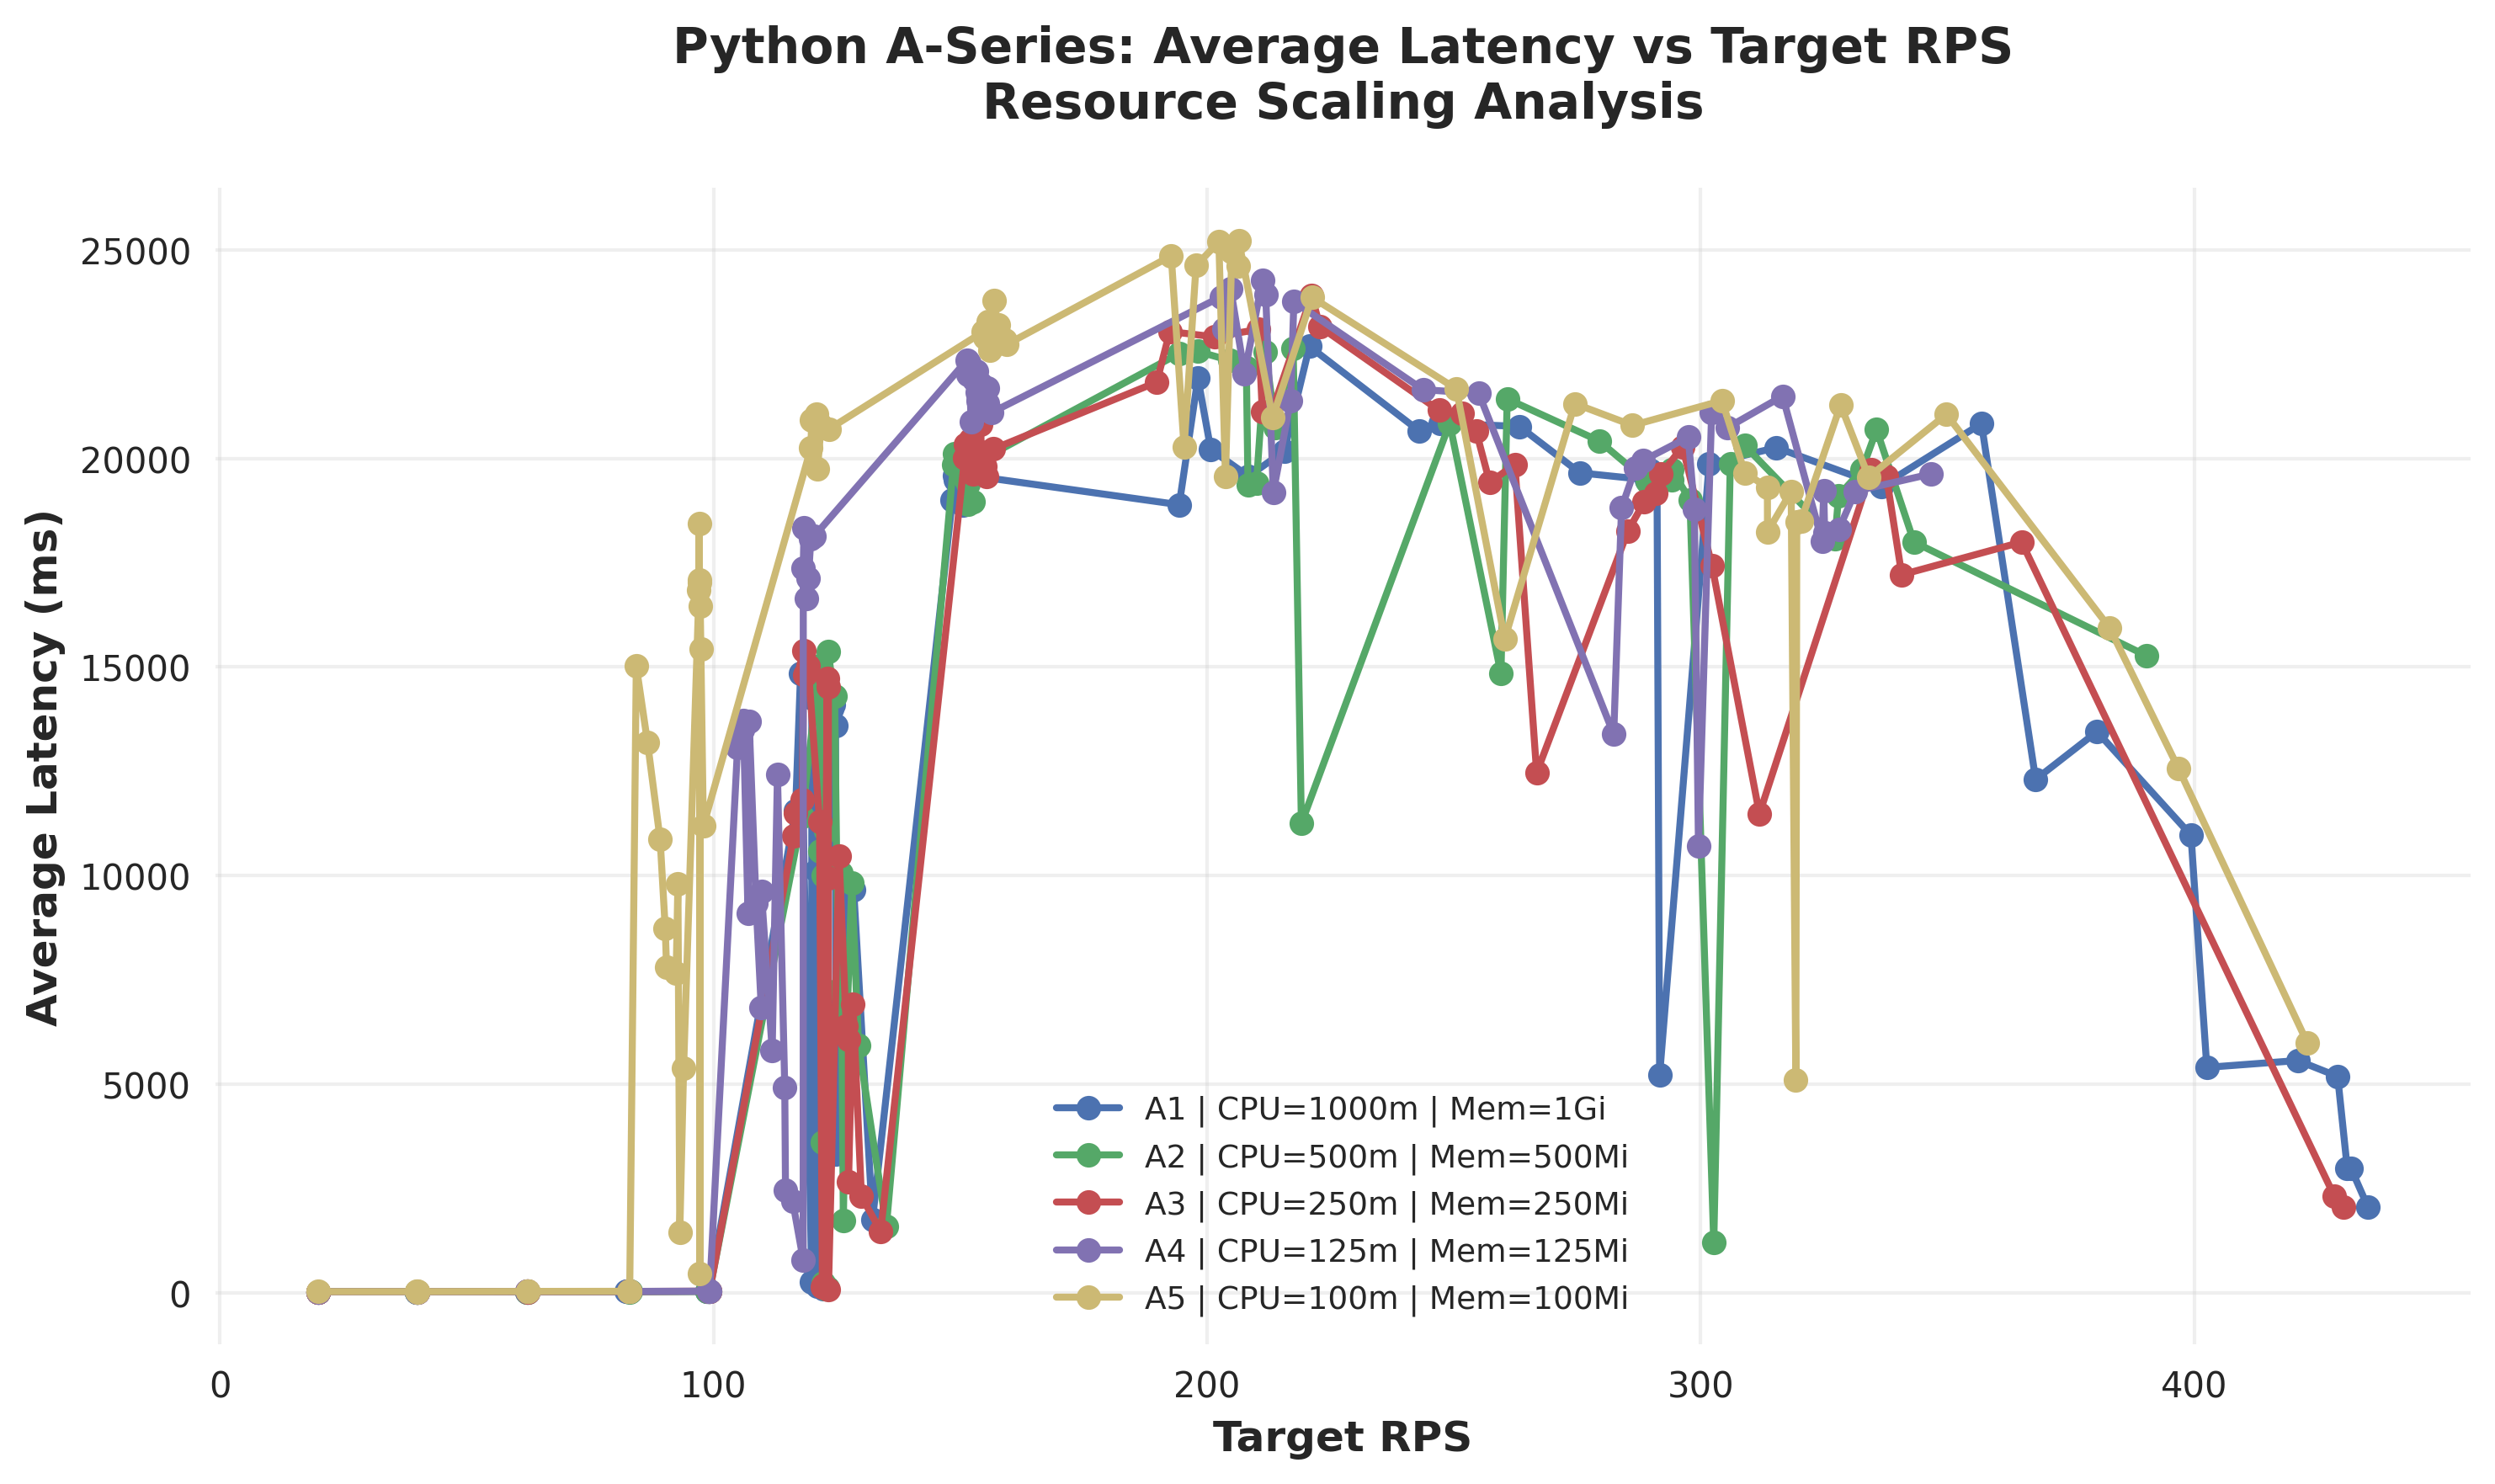 Python A-Series: Average Latency vs Target RPS
Resource Scaling Analysis
Average Latency (ms)
25000
20000
15000
10000
5000
0
A1 | CPU=1000m | Mem=1Gi
A2 | CPU=500m | Mem=500Mi
A3 | CPU=250m | Mem=250Mi
A4 | CPU=125m | Mem=125Mi
A5 | CPU=100m | Mem=100Mi
0 100 200 300 400
Target RPS